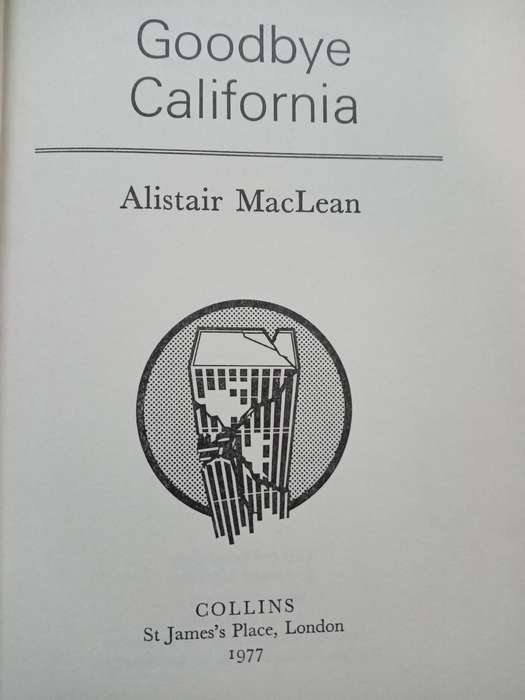 Goodbye
California
Alistair MacLean
COLLINS
St James's Place, London
1977